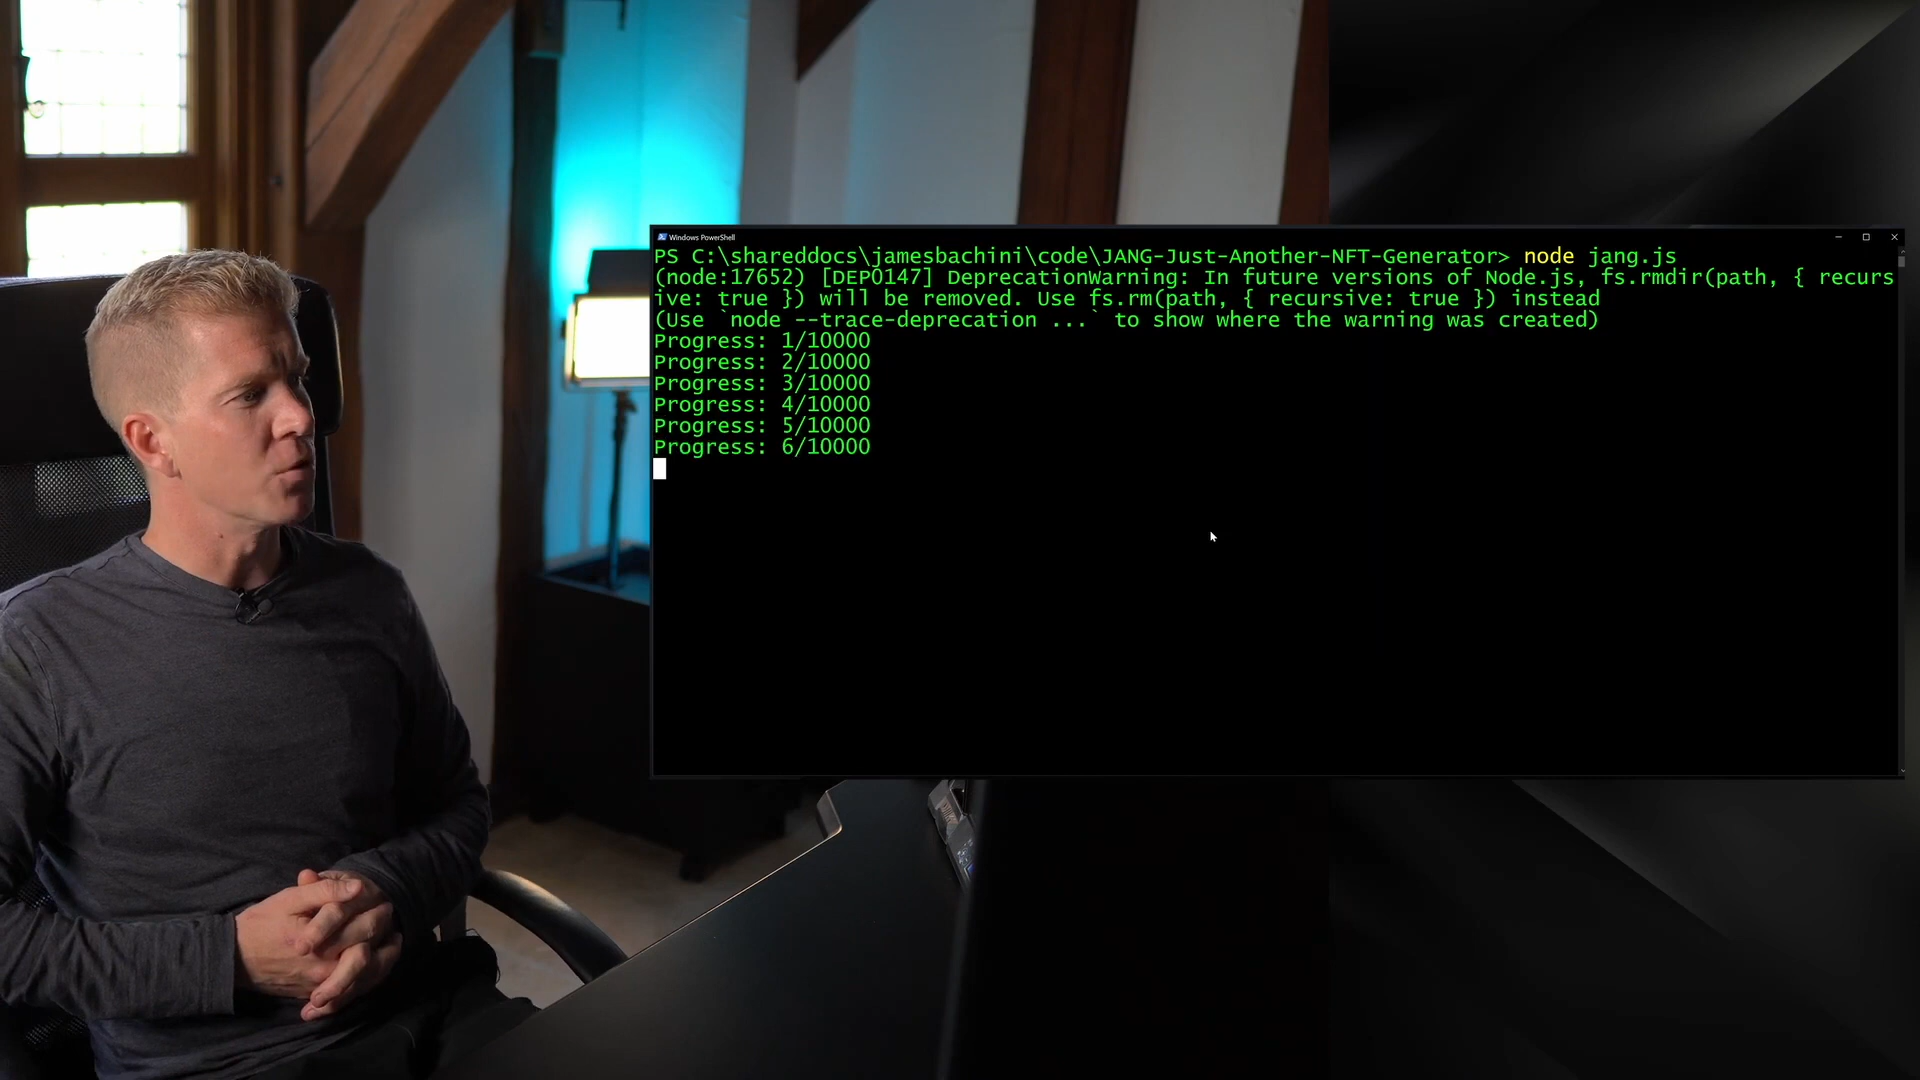 Windows PowerShell
PS C:\shareddocs\jamesbachini\code\JANG-Just-Another-NFT-Generator> node jang.js
(node:17652) [DEP0147] DeprecationWarning: In future versions of Node.js, fs.rmdir(path, { recurs
ive: true }) will be removed. Use fs.rm(path, { recursive: true }) instead
(Use `node --trace-deprecation ...` to show where the warning was created)
Progress: 1/10000
Progress: 2/10000
Progress: 3/10000
Progress: 4/10000
Progress: 5/10000
Progress: 6/10000